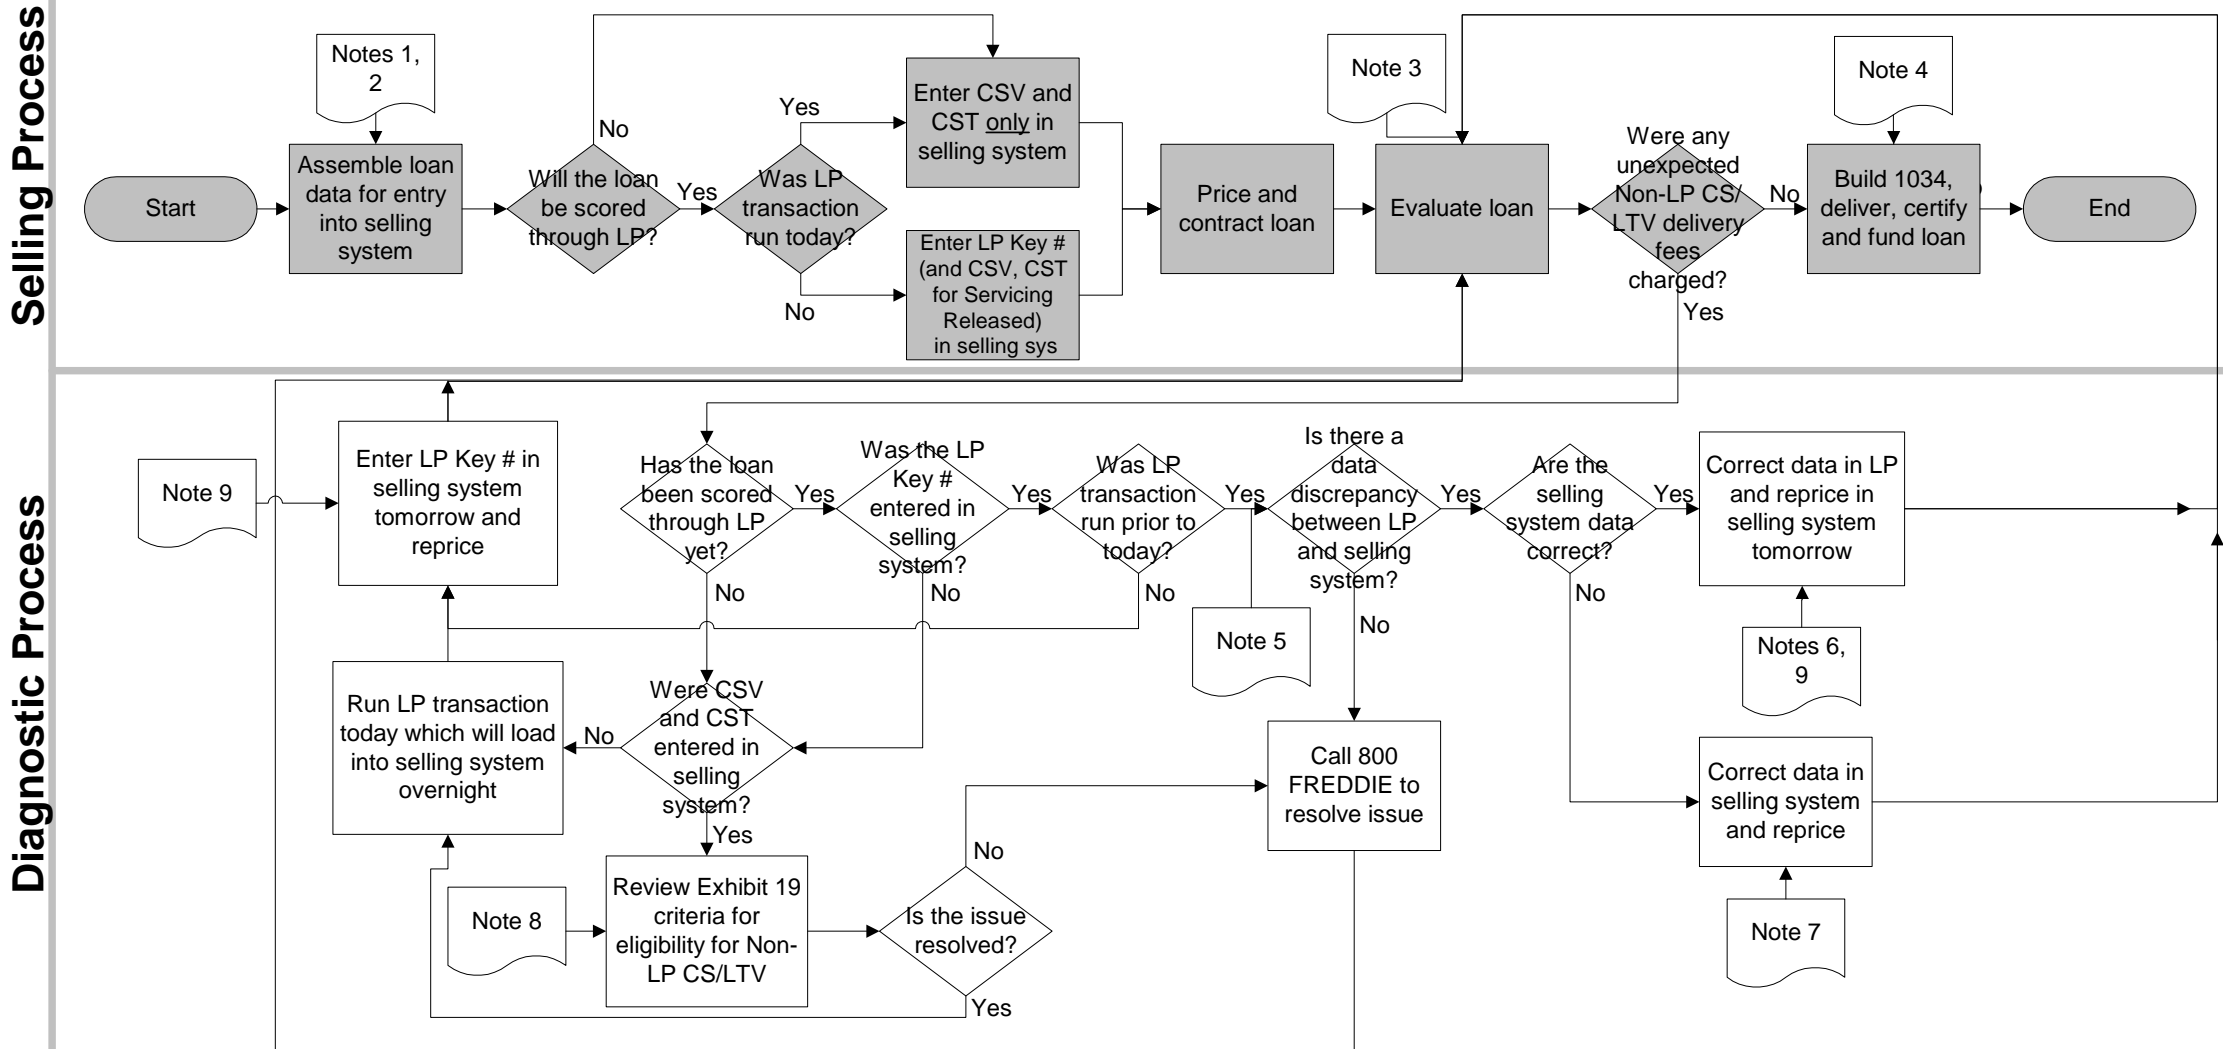 Selling Process
Notes 1,
2
Note 3
Note 4
Start
Assemble loan
data for entry
into selling
system
No
Will the loan
be scored
through LP?
Yes
Was LP
transaction
run today?
Yes
No
Enter CSV and
CST only in
selling system
Enter LP Key #
(and CSV, CST
for Servicing
Released)
in selling sys
Price and
contract loan
Evaluate loan
Were any
unexpected
Non-LP CS/
LTV delivery
fees
charged?
No
Yes
Build 1034,
deliver, certify
and fund loan
End
Diagnostic Process
Note 9
Enter LP Key # in
selling system
tomorrow and
reprice
Has the loan
been scored
through LP
yet?
Yes
No
Was the LP
Key #
entered in
selling
system?
Yes
No
Was LP
transaction
run prior to
today?
Yes
No
Note 5
Is there a
data
discrepancy
between LP
and selling
system?
Yes
No
Are the
selling
system data
correct?
Yes
No
Correct data in LP
and reprice in
selling system
tomorrow
Notes 6,
9
Run LP transaction
today which will load
into selling system
overnight
No
Were CSV
and CST
entered in
selling
system?
Yes
Call 800
FREDDIE to
resolve issue
Correct data in
selling system
and reprice
Note 7
Note 8
Review Exhibit 19
criteria for
eligibility for Non-
LP CS/LTV
No
Is the issue
resolved?
Yes